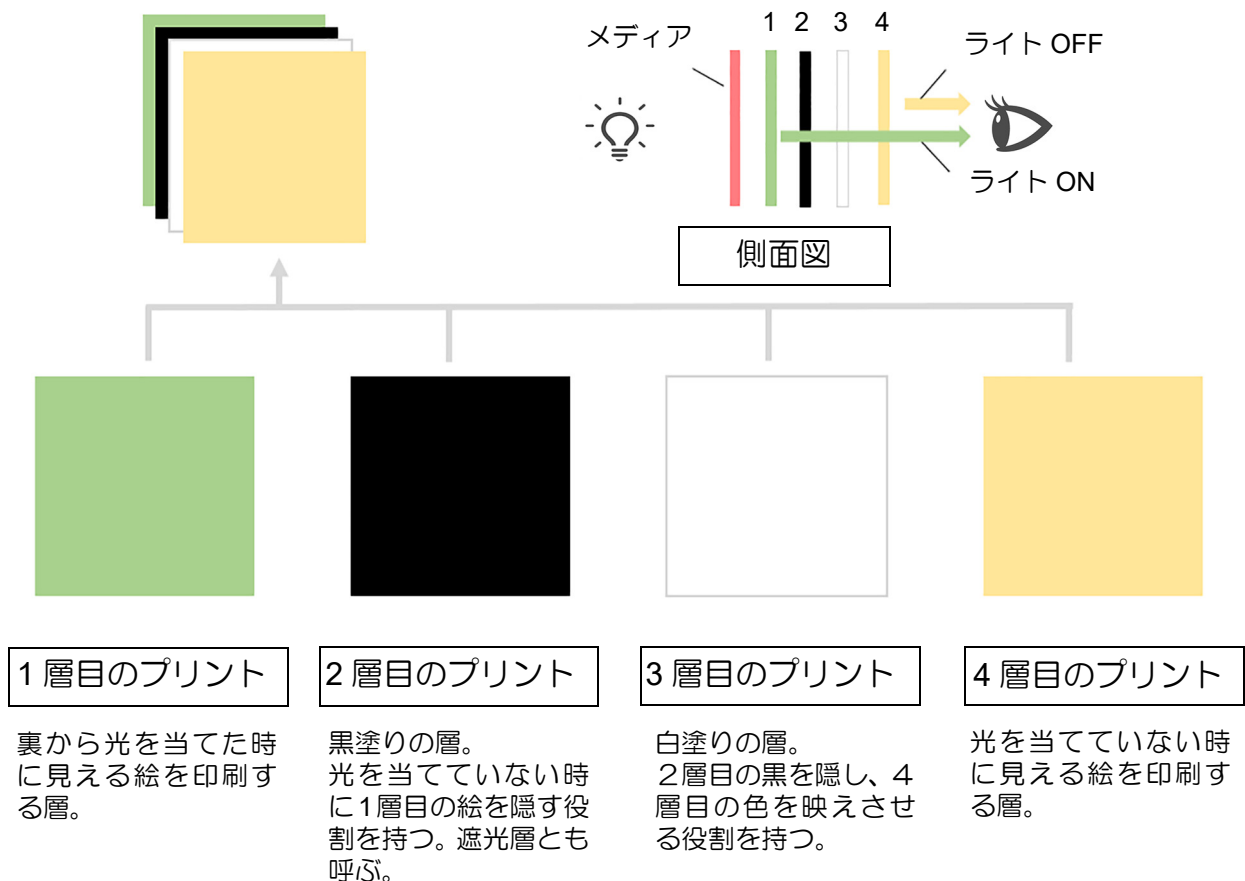 メディア
1 2 3 4
ライト OFF
ライト ON
側面図
1 層目のプリント
裏から光を当てた時
に見える絵を印刷す
る層。
2 層目のプリント
黒塗りの層。
光を当てていない時
に1層目の絵を隠す役
割を持つ。遮光層とも
呼ぶ。
3 層目のプリント
白塗りの層。
２層目の黒を隠し、４
層目の色を映えさせ
る役割を持つ。
4 層目のプリント
光を当てていない時
に見える絵を印刷す
る層。